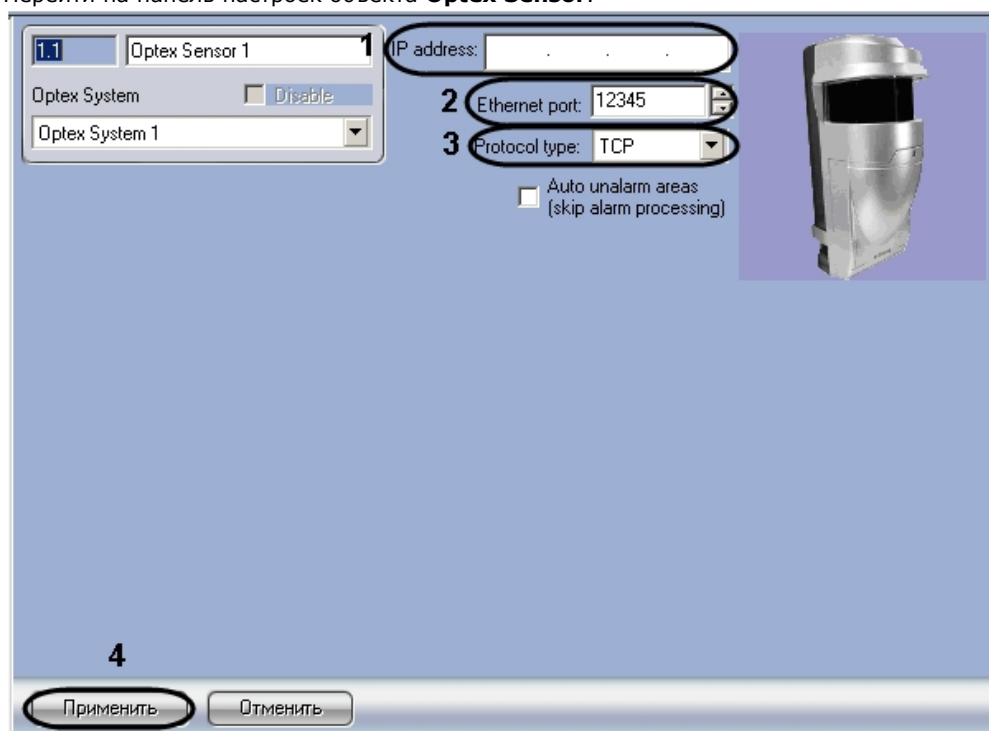 Перейти на панель настроек объекта Optex Sensor.
1.1 Optex Sensor 1
1 IP address: . . .
Optex System Disable
2 Ethernet port: 12345
Optex System 1
3 Protocol type: TCP
Auto unalarm areas
(skip alarm processing)
4
Применить Отменить